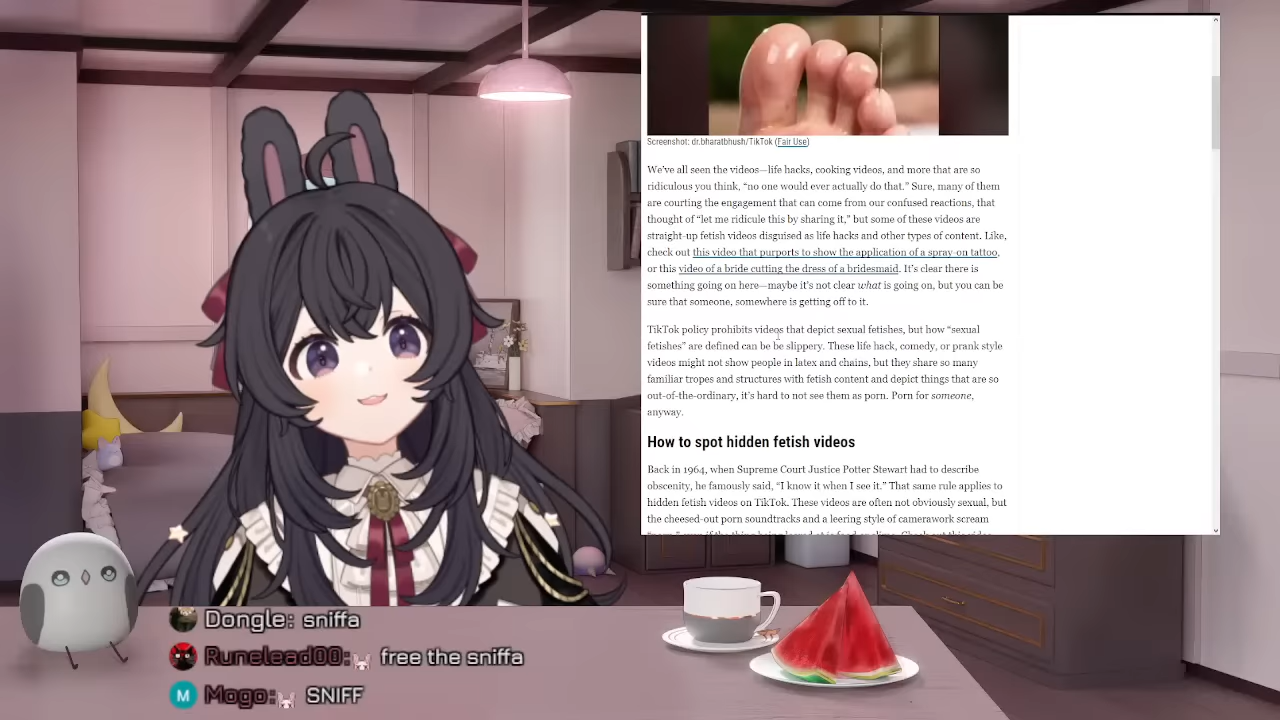 Screenshot: dr.bharatbhush/TikTok (Fair Use)
We've all seen the videos—life hacks, cooking videos, and more that are so
ridiculous you think, "no one would ever actually do that." Sure, many of them
are courting the engagement that can come from our confused reactions, that
thought of "let me ridicule this by sharing it," but some of these videos are
straight-up fetish videos disguised as life hacks and other types of content. Like,
check out this video that purports to show the application of a spray-on tattoo,
or this video of a bride cutting the dress of a bridesmaid. It's clear there is
something going on here—maybe it's not clear what is going on, but you can be
sure that someone, somewhere is getting off to it.
TikTok policy prohibits videos that depict sexual fetishes, but how "sexual
fetishes" are defined can be be slippery. These life hack, comedy, or prank style
videos might not show people in latex and chains, but they share so many
familiar tropes and structures with fetish content and depict things that are so
out-of-the-ordinary, it's hard to not see them as porn. Porn for someone,
anyway.
How to spot hidden fetish videos
Back in 1964, when Supreme Court Justice Potter Stewart had to describe
obscenity, he famously said, "I know it when I see it." That same rule applies to
hidden fetish videos on TikTok. These videos are often not obviously sexual, but
the cheesed-out porn soundtracks and a leering style of camerawork scream
Dongle: sniffa
Runelead00: free the sniffa
M Mogo: SNIFF